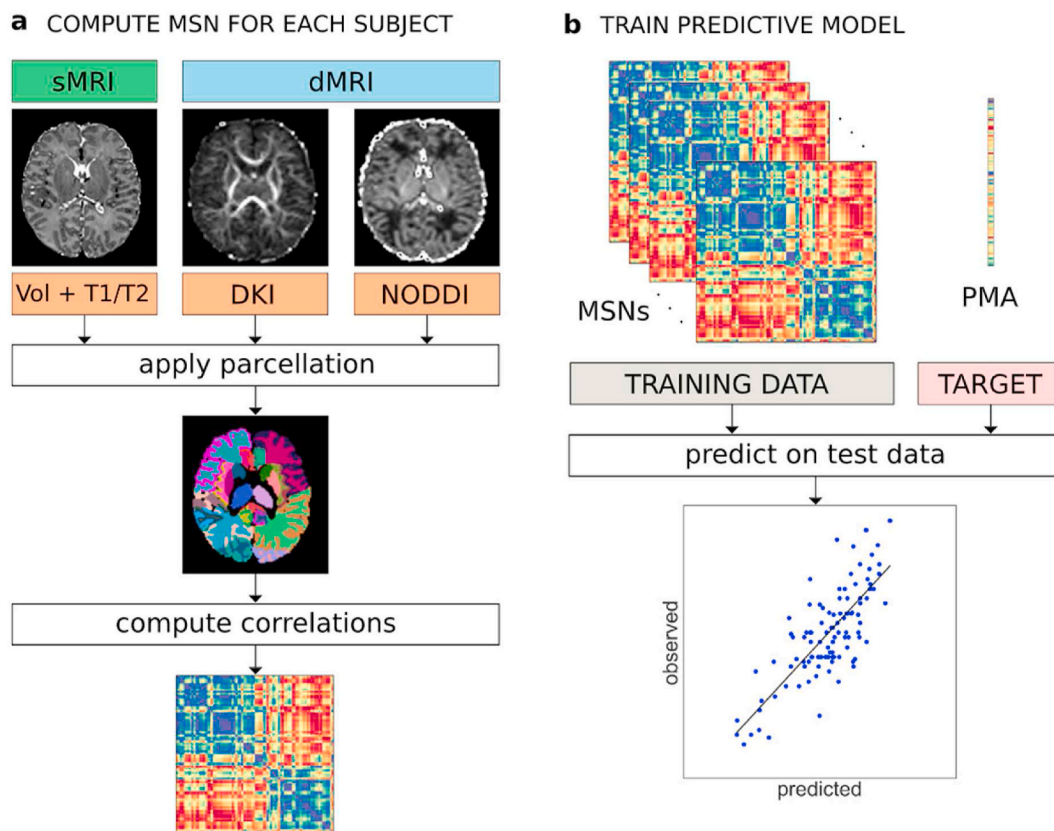 a COMPUTE MSN FOR EACH SUBJECT
sMRI
dMRI
Vol + T1/T2
DKI
NODDI
apply parcellation
compute correlations
b TRAIN PREDICTIVE MODEL
MSNs
PMA
TRAINING DATA
TARGET
predict on test data
observed
predicted